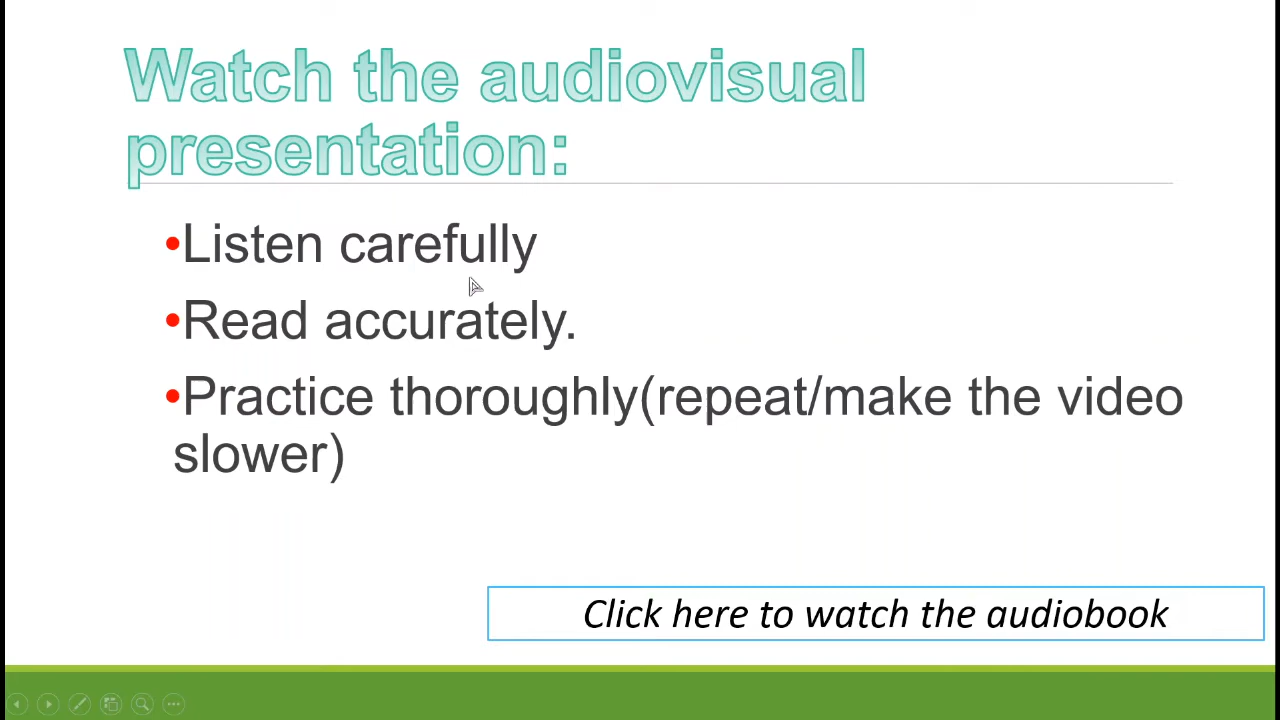 Watch the audiovisual
presentation:
•Listen carefully
•Read accurately.
•Practice thoroughly(repeat/make the video
slower)
Click here to watch the audiobook